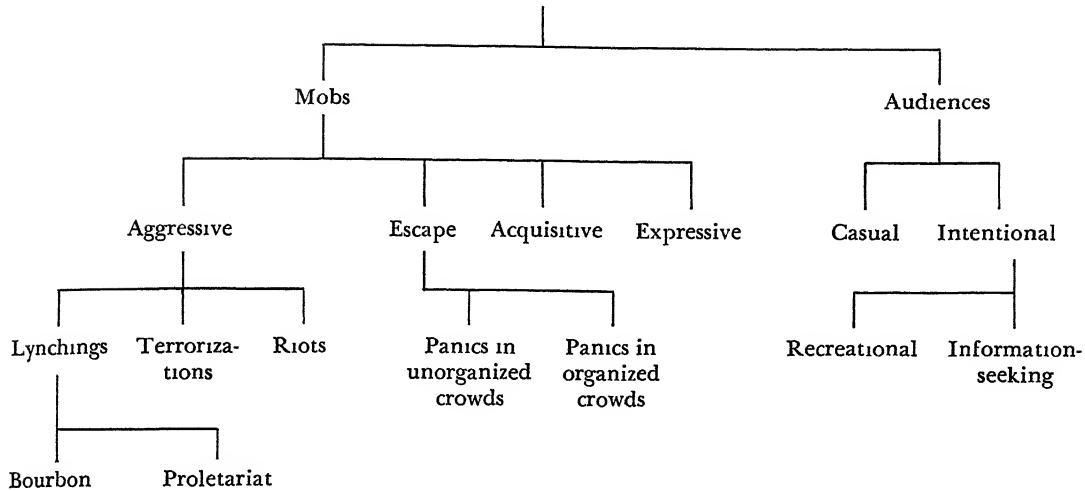 Mobs
Audiences
Aggressive
Escape
Acquisitive
Expressive
Casual
Intentional
Lynchings
Terroriza-
tions
Riots
Panics in
unorganized
crowds
Panics in
organized
crowds
Recreational
Information-
seeking
Bourbon
Proletariat